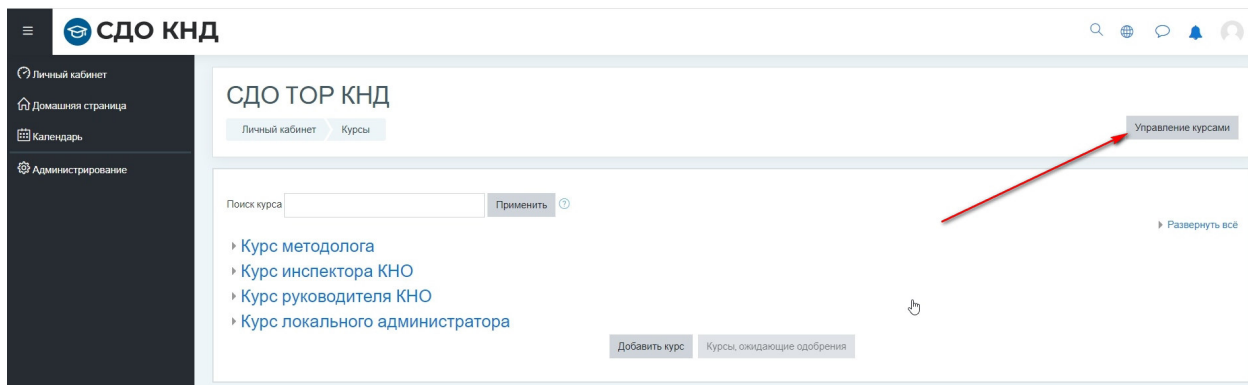 СДО КНД
Личный кабинет
Домашняя страница
Календарь
Администрирование
СДО ТОР КНД
Личный кабинет Курсы
Управление курсами
Поиск курса Применить
Развернуть всё
Курс методолога
Курс инспектора КНО
Курс руководителя КНО
Курс локального администратора
Добавить курс Курсы, ожидающие одобрения